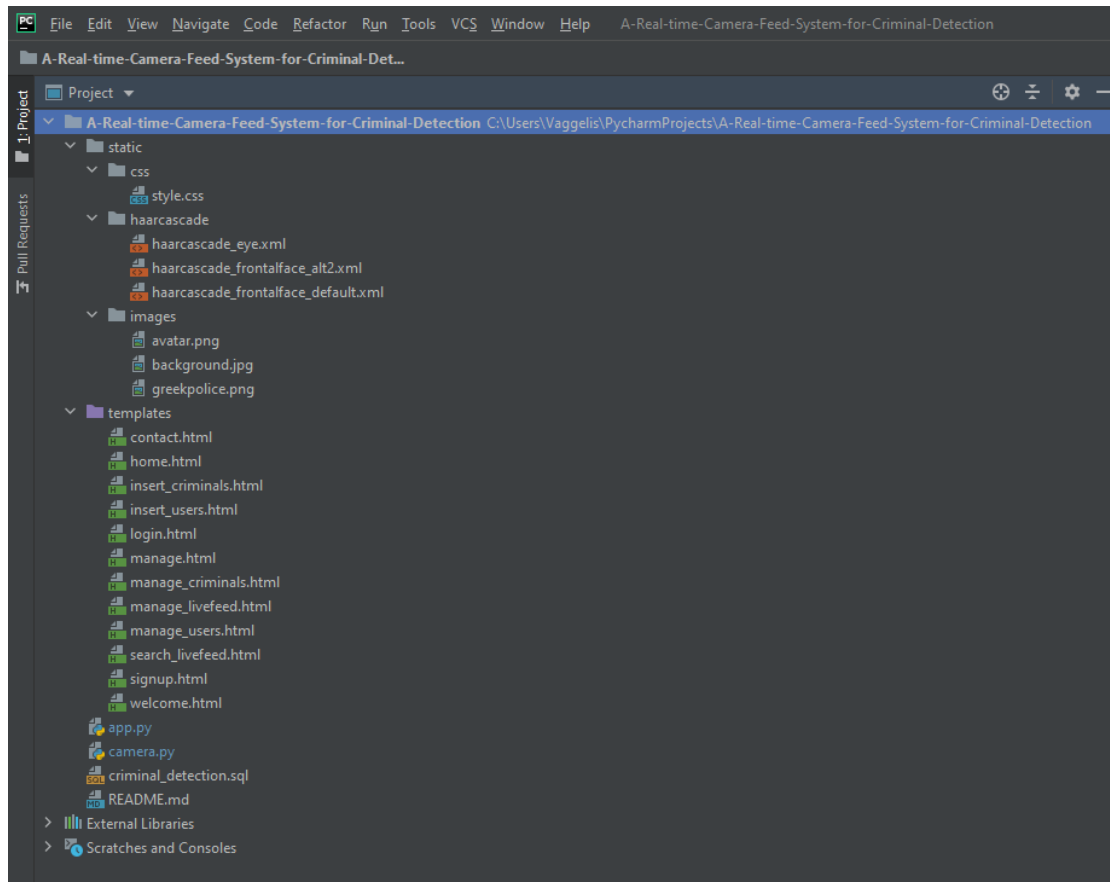 PC File Edit View Navigate Code Refactor Run Tools VCS Window Help A-Real-time-Camera-Feed-System-for-Criminal-Detection
A-Real-time-Camera-Feed-System-for-Criminal-Det...
1: Project
Pull Requests
Project
A-Real-time-Camera-Feed-System-for-Criminal-Detection C:\Users\Vaggelis\PycharmProjects\A-Real-time-Camera-Feed-System-for-Criminal-Detection
static
css
style.css
haarcascade
haarcascade_eye.xml
haarcascade_frontalface_alt2.xml
haarcascade_frontalface_default.xml
images
avatar.png
background.jpg
greekpolice.png
templates
contact.html
home.html
insert_criminals.html
insert_users.html
login.html
manage.html
manage_criminals.html
manage_livefeed.html
manage_users.html
search_livefeed.html
signup.html
welcome.html
app.py
camera.py
criminal_detection.sql
README.md
External Libraries
Scratches and Consoles